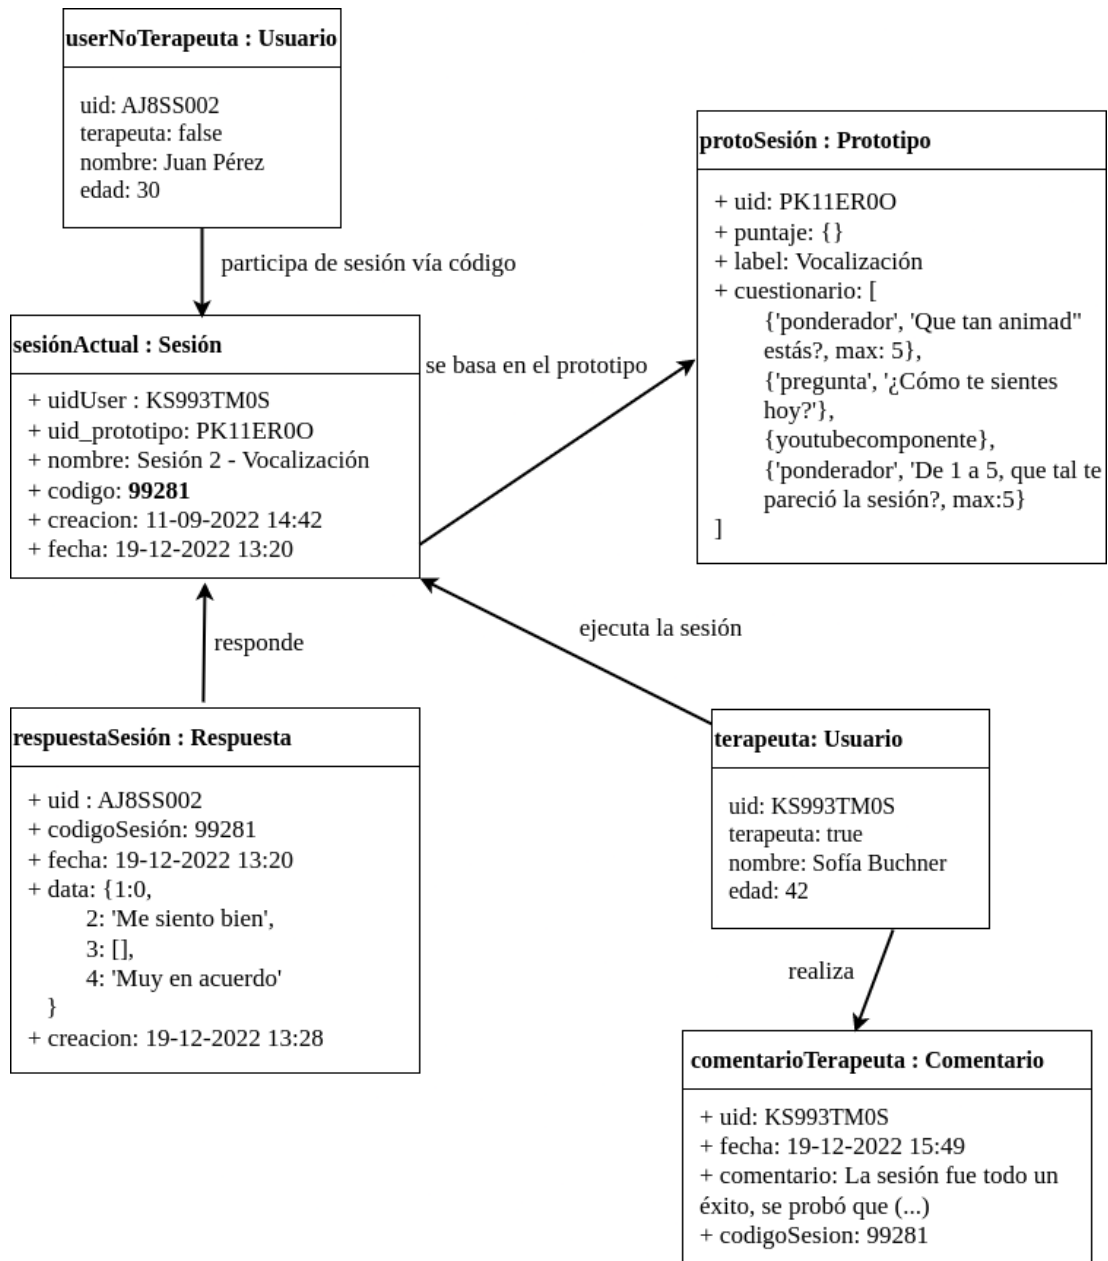 userNoTerapeuta : Usuario
uid: AJ8SS002
terapeuta: false
nombre: Juan Pérez
edad: 30
participa de sesión vía código
protoSesión : Prototipo
+ uid: PK11ER0O
+ puntaje: {}
+ label: Vocalización
+ cuestionario: [
{'ponderador', 'Que tan animad"
estás?, max: 5},
{'pregunta', '¿Cómo te sientes
hoy?'},
{youtubecomponente},
{'ponderador', 'De 1 a 5, que tal te
pareció la sesión?, max:5}
]
sesiónActual : Sesión
+ uidUser : KS993TM0S
+ uid_prototipo: PK11ER0O
+ nombre: Sesión 2 - Vocalización
+ codigo: 99281
+ creacion: 11-09-2022 14:42
+ fecha: 19-12-2022 13:20
se basa en el prototipo
responde
ejecuta la sesión
respuestaSesión : Respuesta
+ uid : AJ8SS002
+ codigoSesión: 99281
+ fecha: 19-12-2022 13:20
+ data: {1:0,
2: 'Me siento bien',
3: [],
4: 'Muy en acuerdo'
}
+ creacion: 19-12-2022 13:28
terapeuta: Usuario
uid: KS993TM0S
terapeuta: true
nombre: Sofía Buchner
edad: 42
realiza
comentarioTerapeuta : Comentario
+ uid: KS993TM0S
+ fecha: 19-12-2022 15:49
+ comentario: La sesión fue todo un
éxito, se probó que (...)
+ codigoSesion: 99281